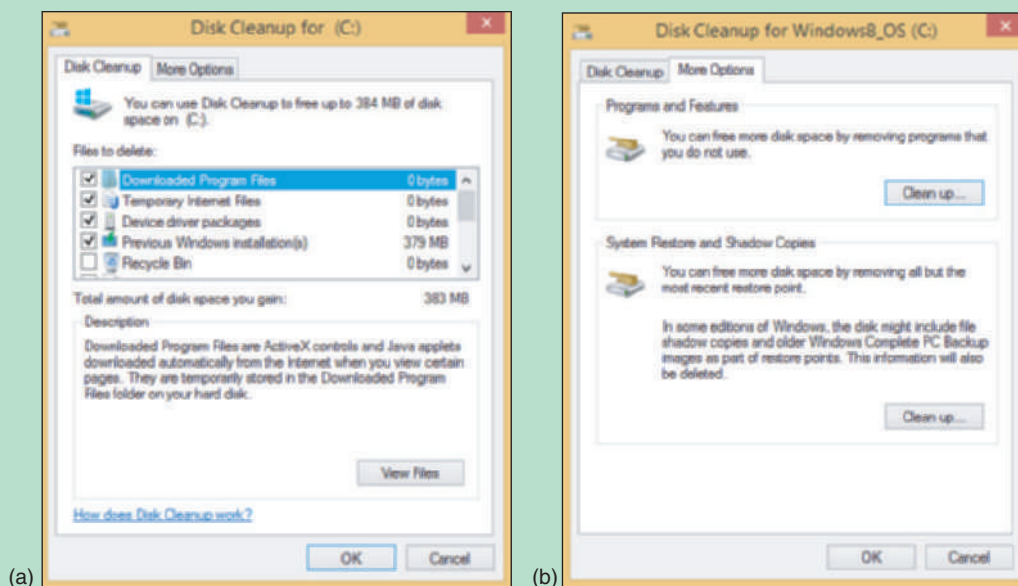 Disk Cleanup for (C:)
Disk Cleanup
More Options
You can use Disk Cleanup to free up to 384 MB of disk
space on (C:).
Files to delete:
Downloaded Program Files 0 bytes
Temporary Internet Files 0 bytes
Device driver packages 0 bytes
Previous Windows installation(s) 379 MB
Recycle Bin 0 bytes
Total amount of disk space you gain: 383 MB
Description
Downloaded Program Files are ActiveX controls and Java applets
downloaded automatically from the Internet when you view certain
pages. They are temporarily stored in the Downloaded Program
Files folder on your hard disk.
View Files
How does Disk Cleanup work?
OK
Cancel
(a)
Disk Cleanup for Windows8_OS (C:)
Disk Cleanup
More Options
Programs and Features
You can free more disk space by removing programs that
you do not use.
Clean up...
System Restore and Shadow Copies
You can free more disk space by removing all but the
most recent restore point.
In some editions of Windows, the disk might include file
shadow copies and older Windows Complete PC Backup
images as part of restore points. This information will also
be deleted.
Clean up...
OK
Cancel
(b)